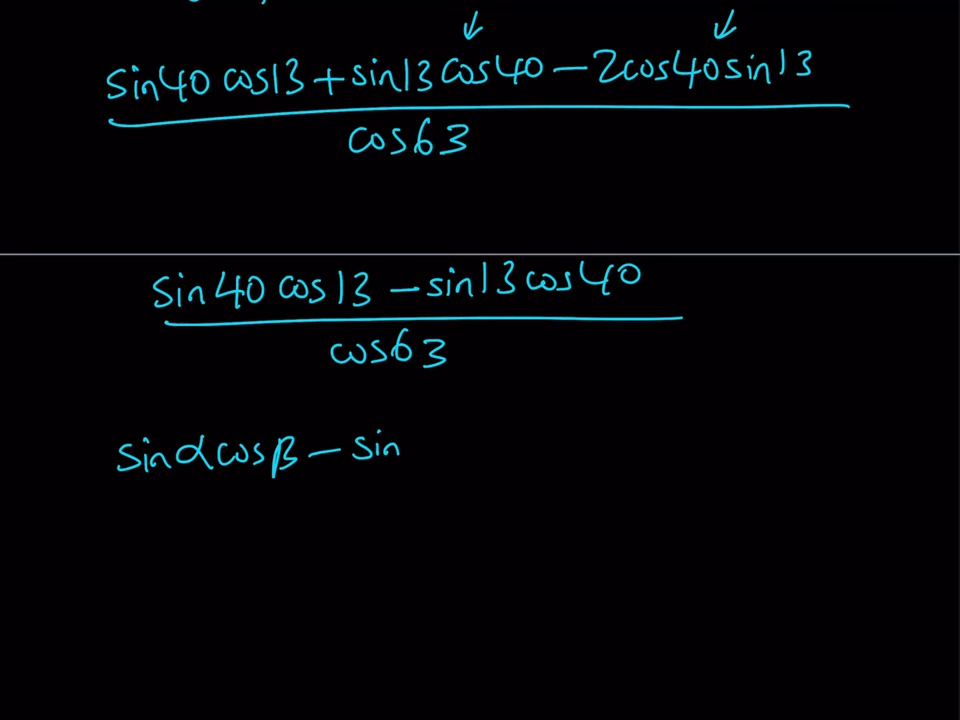 sin40 cos13 + sin13 cos40 - 2cos40 sin13
cos63
sin40 cos13 - sin13 cos40
cos63
sinα cosβ - sin